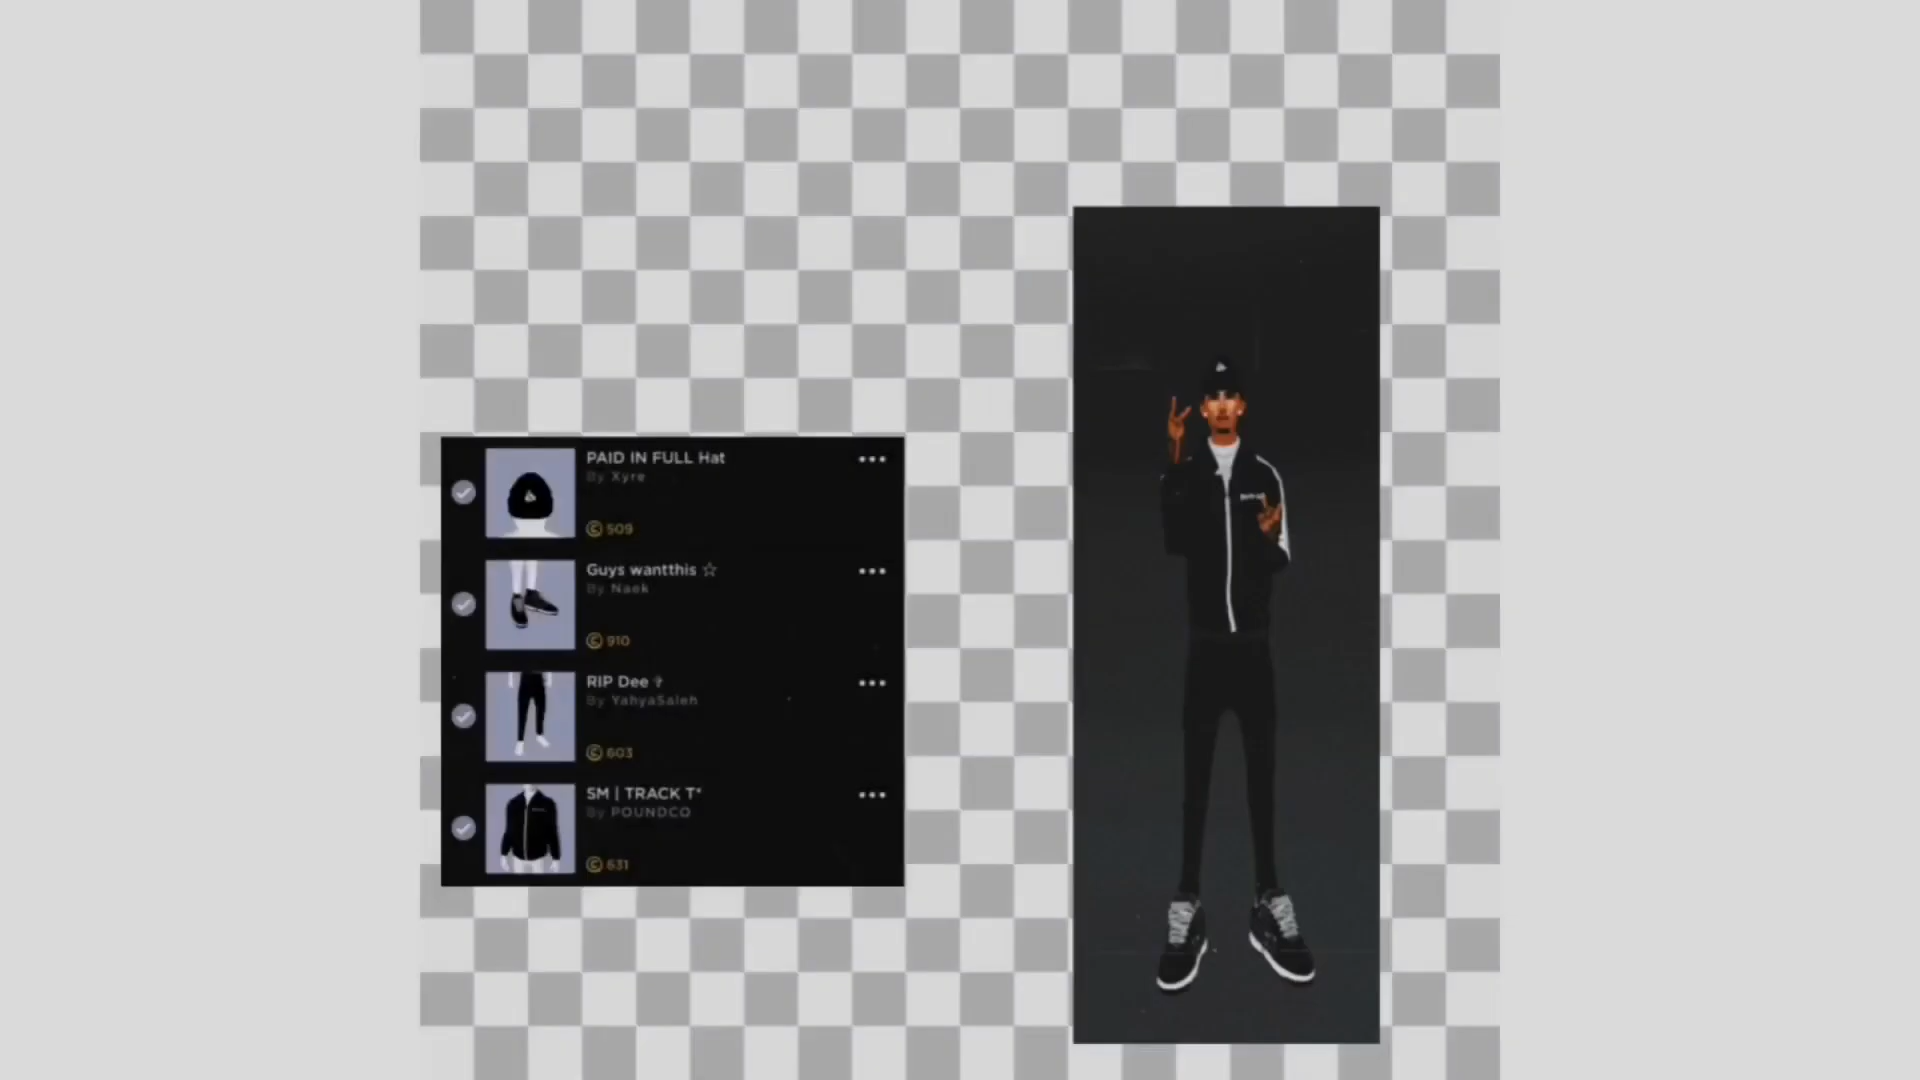 PAID IN FULL Hat
By Xyre
509
Guys wantthis ☆
By Naek
910
RIP Dee ✞
By YahyaSaleh
603
SM | TRACK T*
By POUNDCO
631